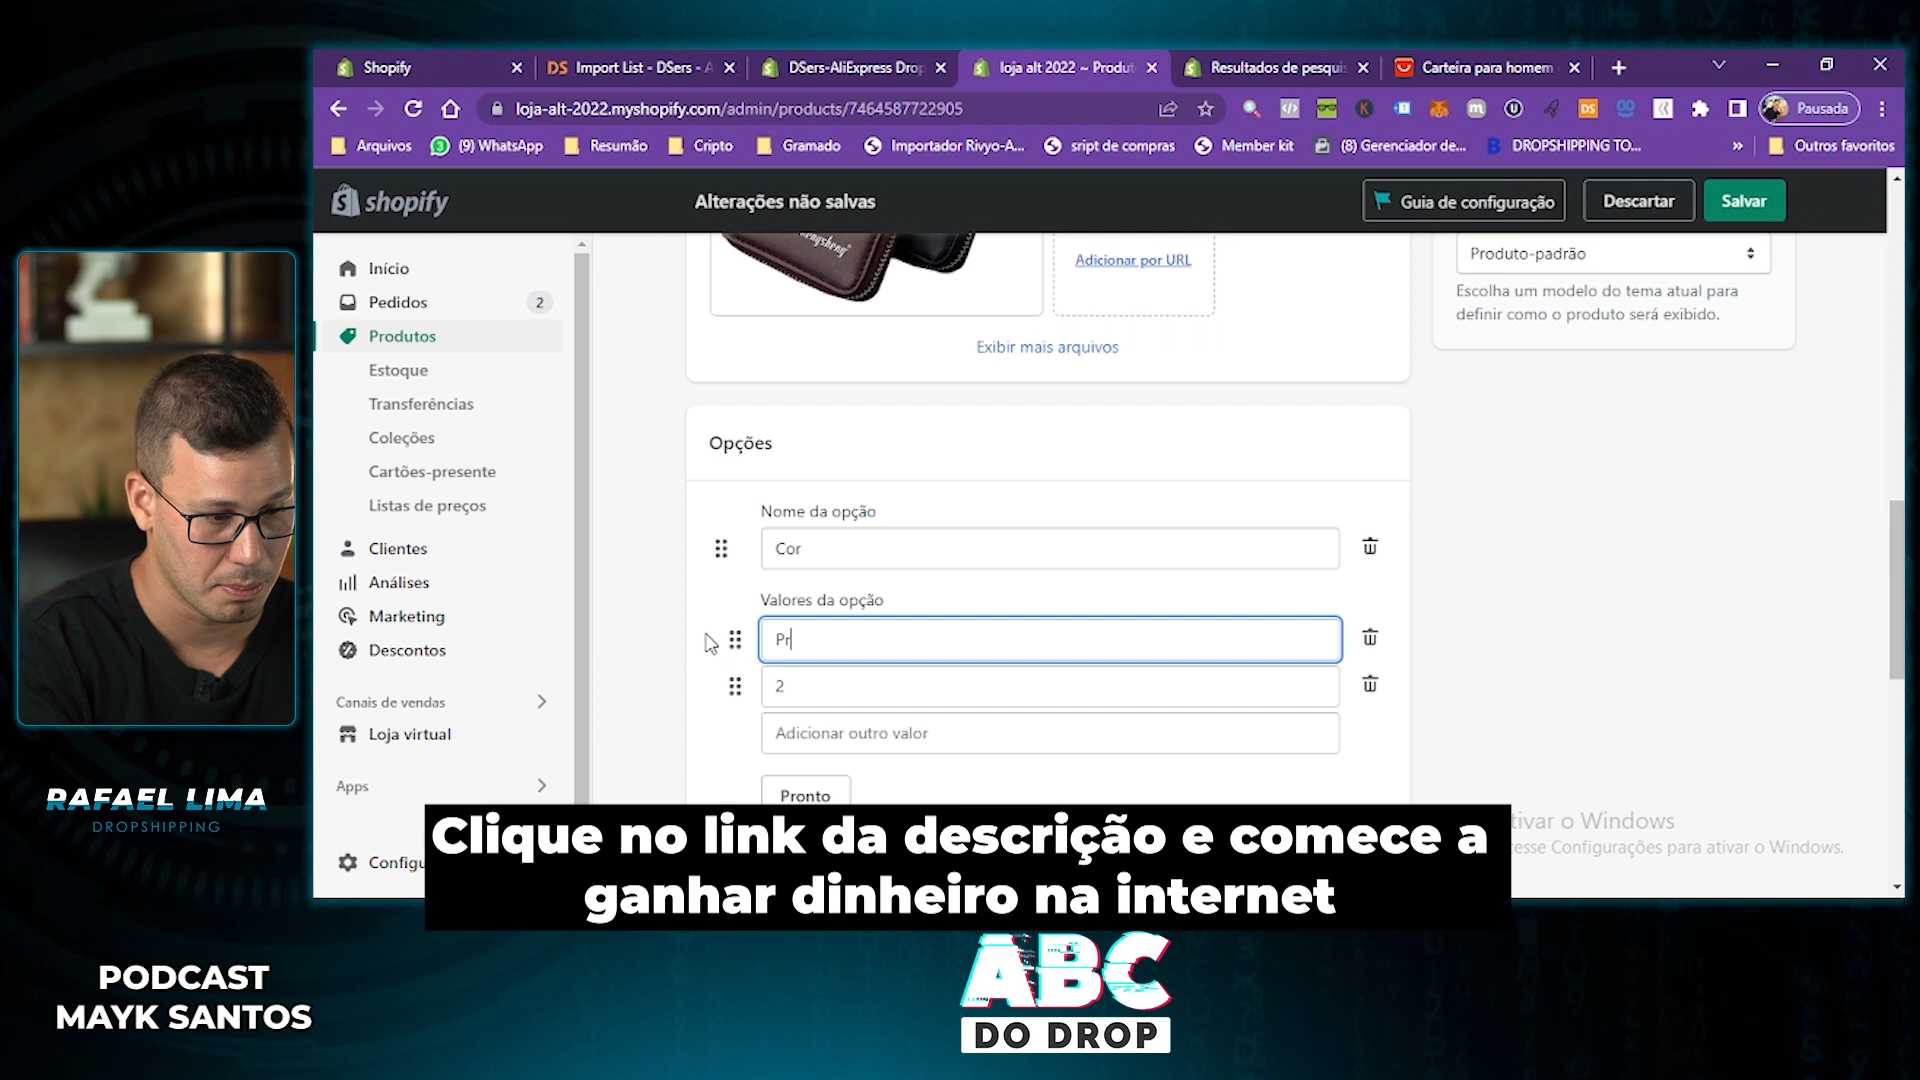 Shopify
DS Import List - DSers - A
DSers-AliExpress Drop
loja alt 2022 ~ Produt
Resultados de pesquis
Carteira para homem
loja-alt-2022.myshopify.com/admin/products/7464587722905
Pausada
Arquivos
(9) WhatsApp
Resumão
Cripto
Gramado
Importador Rivyo-A...
sript de compras
Member kit
(8) Gerenciador de...
DROPSHIPPING TO...
»
Outros favoritos
shopify
Alterações não salvas
Guia de configuração
Descartar
Salvar
Início
Pedidos
2
Produtos
Estoque
Transferências
Coleções
Cartões-presente
Listas de preços
Clientes
Análises
Marketing
Descontos
Canais de vendas
Loja virtual
Apps
Configu
Adicionar por URL
Exibir mais arquivos
Produto-padrão
Escolha um modelo do tema atual para
definir como o produto será exibido.
Opções
Nome da opção
Cor
Valores da opção
Pr
2
Adicionar outro valor
Pronto
tivar o Windows
esse Configurações para ativar o Windows.
Clique no link da descrição e comece a
ganhar dinheiro na internet
RAFAEL LIMA
DROPSHIPPING
PODCAST
MAYK SANTOS
ABC
DO DROP